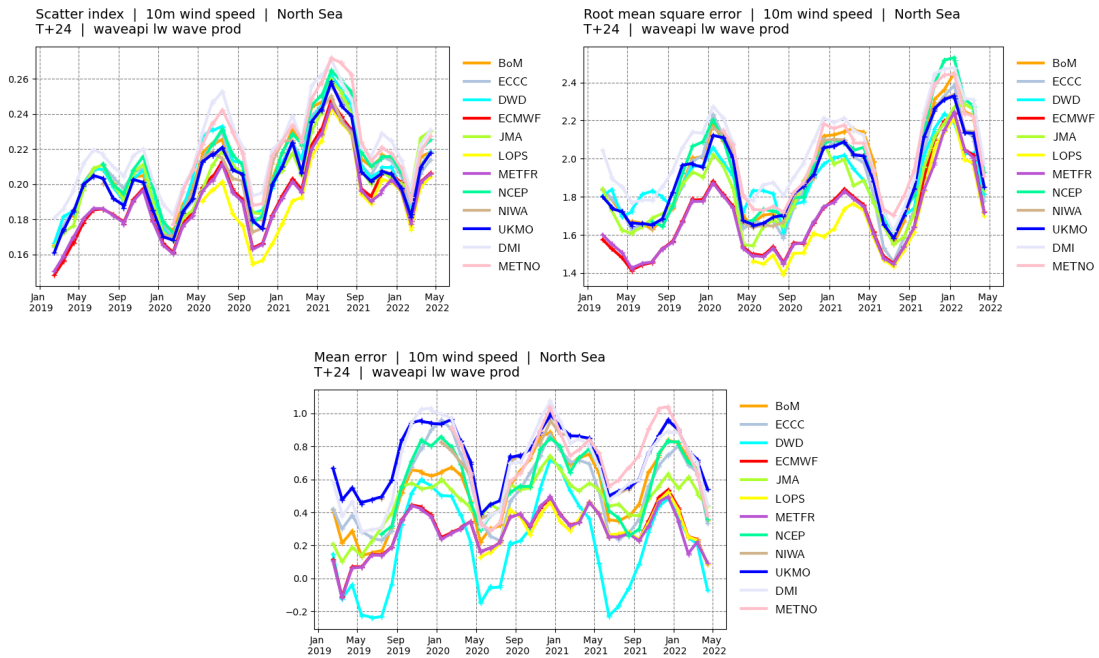 Scatter index | 10m wind speed | North Sea
T+24 | waveapi lw wave prod
0.26
0.24
0.22
0.20
0.18
0.16
Jan 2019
May 2019
Sep 2019
Jan 2020
May 2020
Sep 2020
Jan 2021
May 2021
Sep 2021
Jan 2022
May 2022
BoM
ECCC
DWD
ECMWF
JMA
LOPS
METFR
NCEP
NIWA
UKMO
DMI
METNO
Root mean square error | 10m wind speed | North Sea
T+24 | waveapi lw wave prod
2.4
2.2
2.0
1.8
1.6
1.4
Jan 2019
May 2019
Sep 2019
Jan 2020
May 2020
Sep 2020
Jan 2021
May 2021
Sep 2021
Jan 2022
May 2022
BoM
ECCC
DWD
ECMWF
JMA
LOPS
METFR
NCEP
NIWA
UKMO
DMI
METNO
Mean error | 10m wind speed | North Sea
T+24 | waveapi lw wave prod
1.0
0.8
0.6
0.4
0.2
0.0
−0.2
Jan 2019
May 2019
Sep 2019
Jan 2020
May 2020
Sep 2020
Jan 2021
May 2021
Sep 2021
Jan 2022
May 2022
BoM
ECCC
DWD
ECMWF
JMA
LOPS
METFR
NCEP
NIWA
UKMO
DMI
METNO